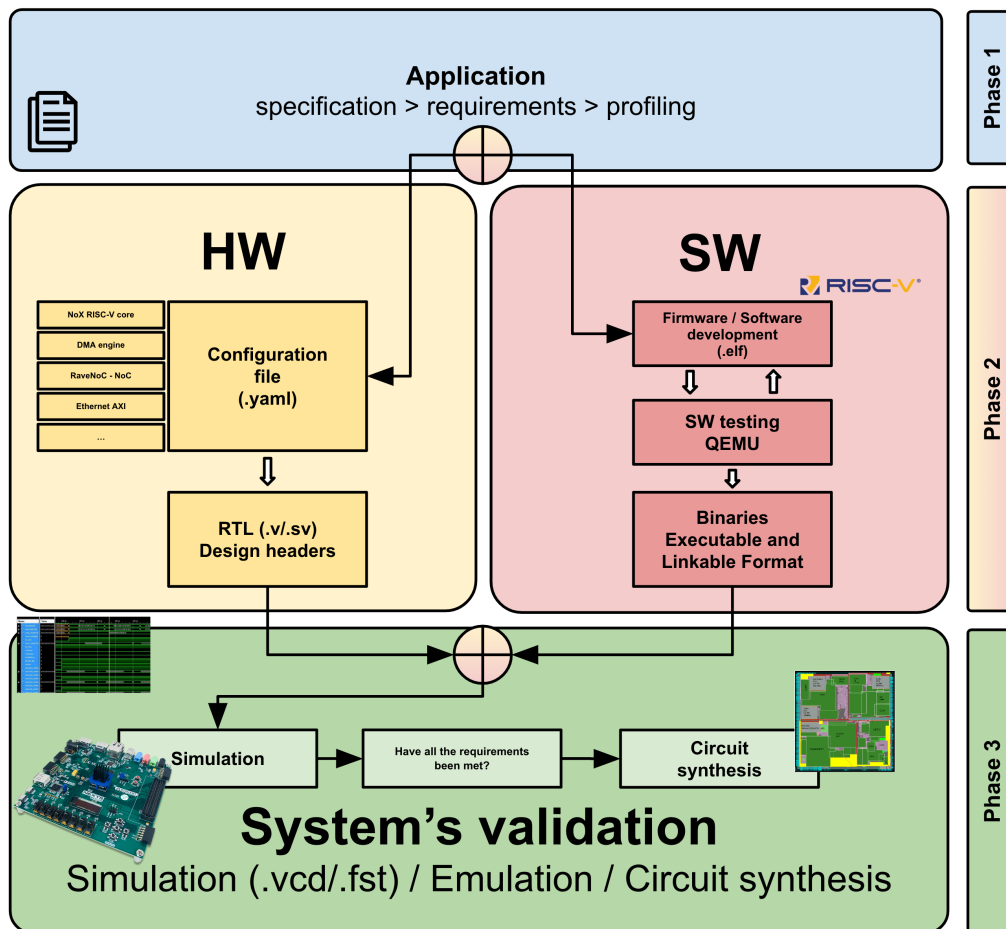 Application
specification > requirements > profiling
Phase 1
HW
NoX RISC-V core
DMA engine
RaveNoC - NoC
Ethernet AXI
...
Configuration
file
(.yaml)
RTL (.v/.sv)
Design headers
SW
RISC-V®
Firmware / Software
development
(.elf)
SW testing
QEMU
Binaries
Executable and
Linkable Format
Phase 2
Simulation
Have all the requirements
been met?
Circuit
synthesis
System's validation
Simulation (.vcd/.fst) / Emulation / Circuit synthesis
Phase 3